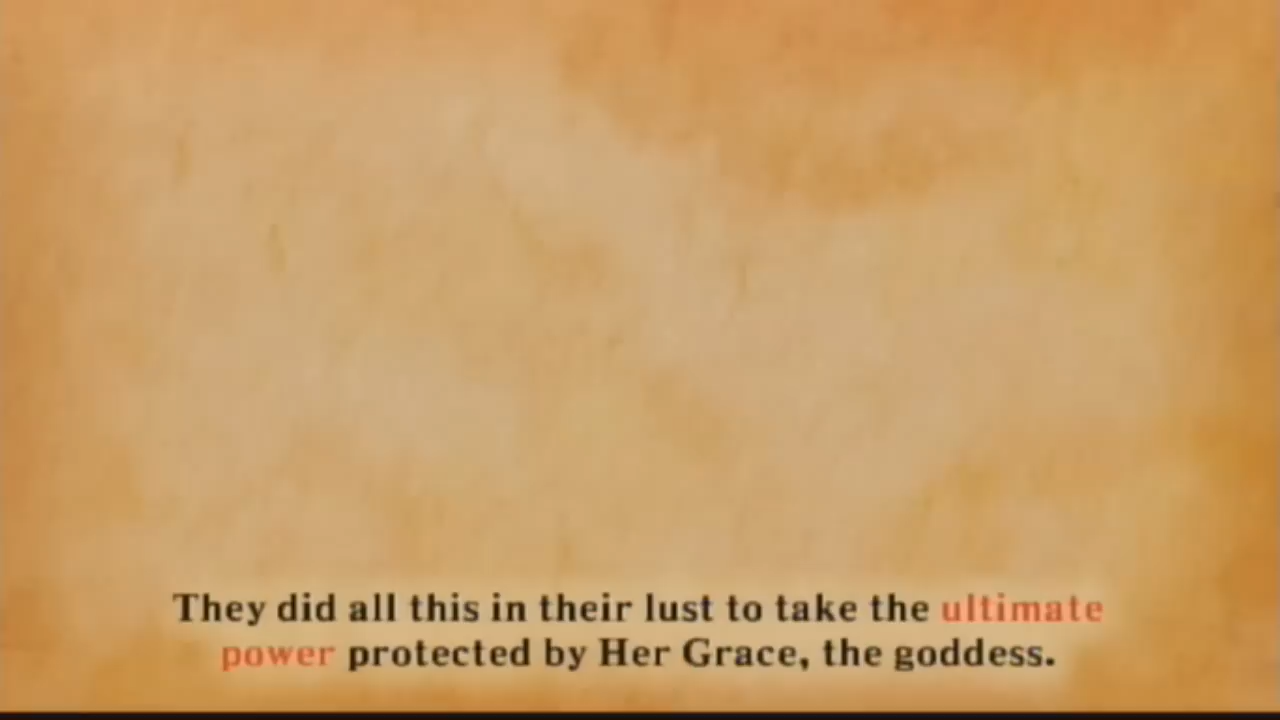 They did all this in their lust to take the ultimate
power protected by Her Grace, the goddess.